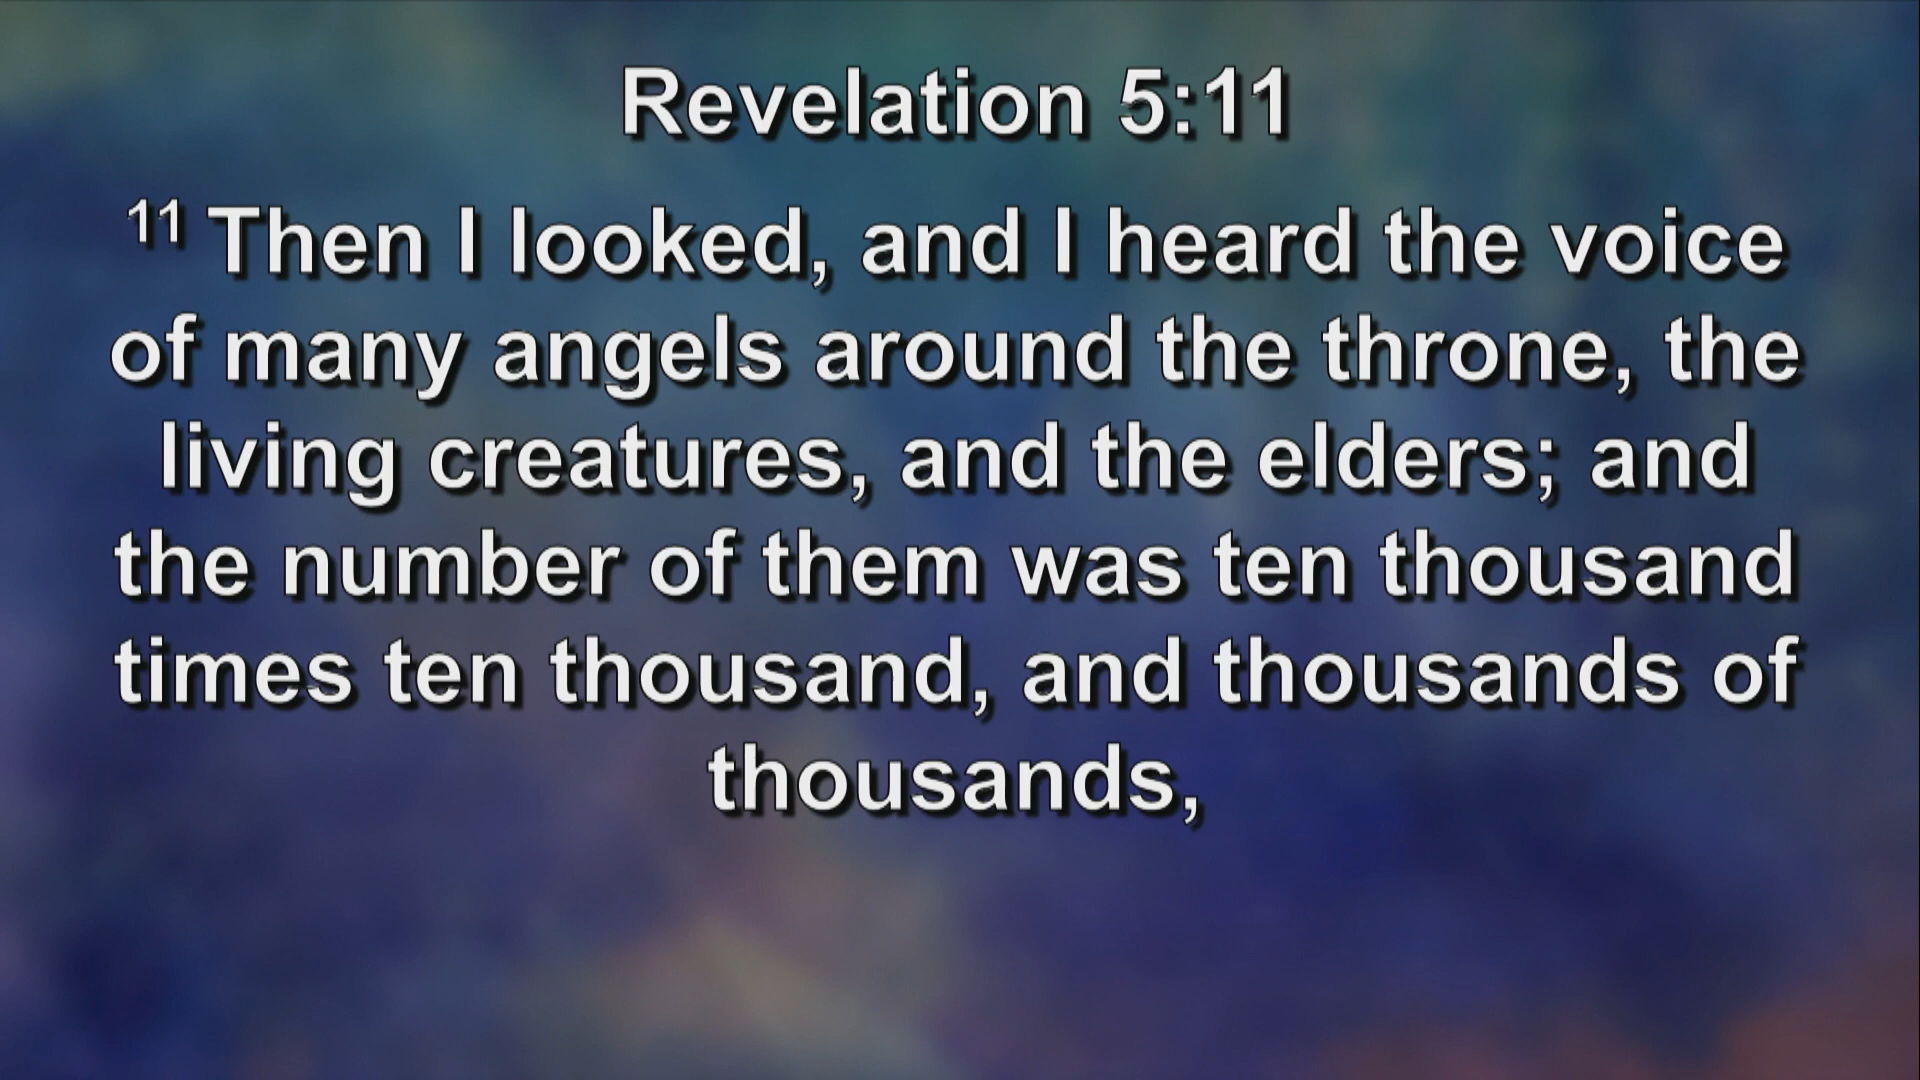 Revelation 5:11
11 Then I looked, and I heard the voice
of many angels around the throne, the
living creatures, and the elders; and
the number of them was ten thousand
times ten thousand, and thousands of
thousands,